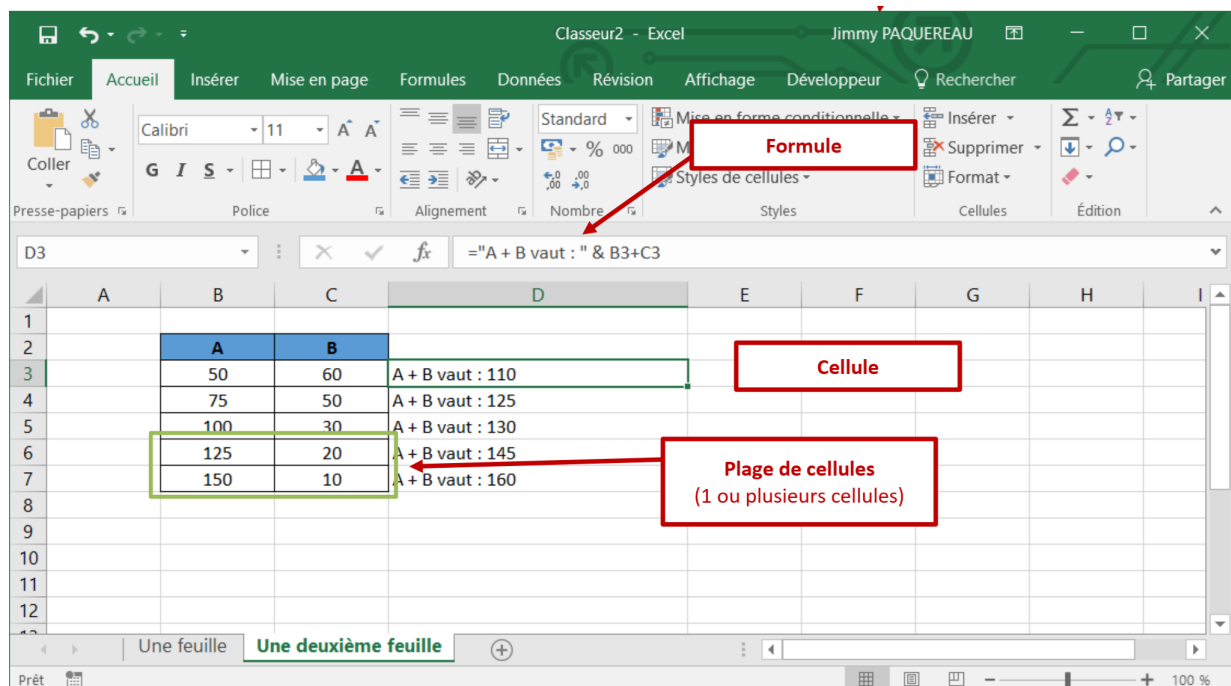 Classeur2 - Excel
Jimmy PAQUEREAU
Fichier Accueil Insérer Mise en page Formules Données Révision Affichage Développeur Rechercher Partager
Coller
Calibri 11
Standard
Mise en forme conditionnelle
Insérer
G I S A
% 000
M
Supprimer
Styles de cellules
Format
Formule
Presse-papiers Police Alignement Nombre Styles Cellules Édition
D3 fx ="A + B vaut : " & B3+C3
A B C D E F G H I
1
2 A B
3 50 60 A + B vaut : 110
Cellule
4 75 50 A + B vaut : 125
5 100 30 A + B vaut : 130
6 125 20 A + B vaut : 145
7 150 10 A + B vaut : 160
Plage de cellules
(1 ou plusieurs cellules)
8
9
10
11
12
Une feuille Une deuxième feuille
Prêt 100 %